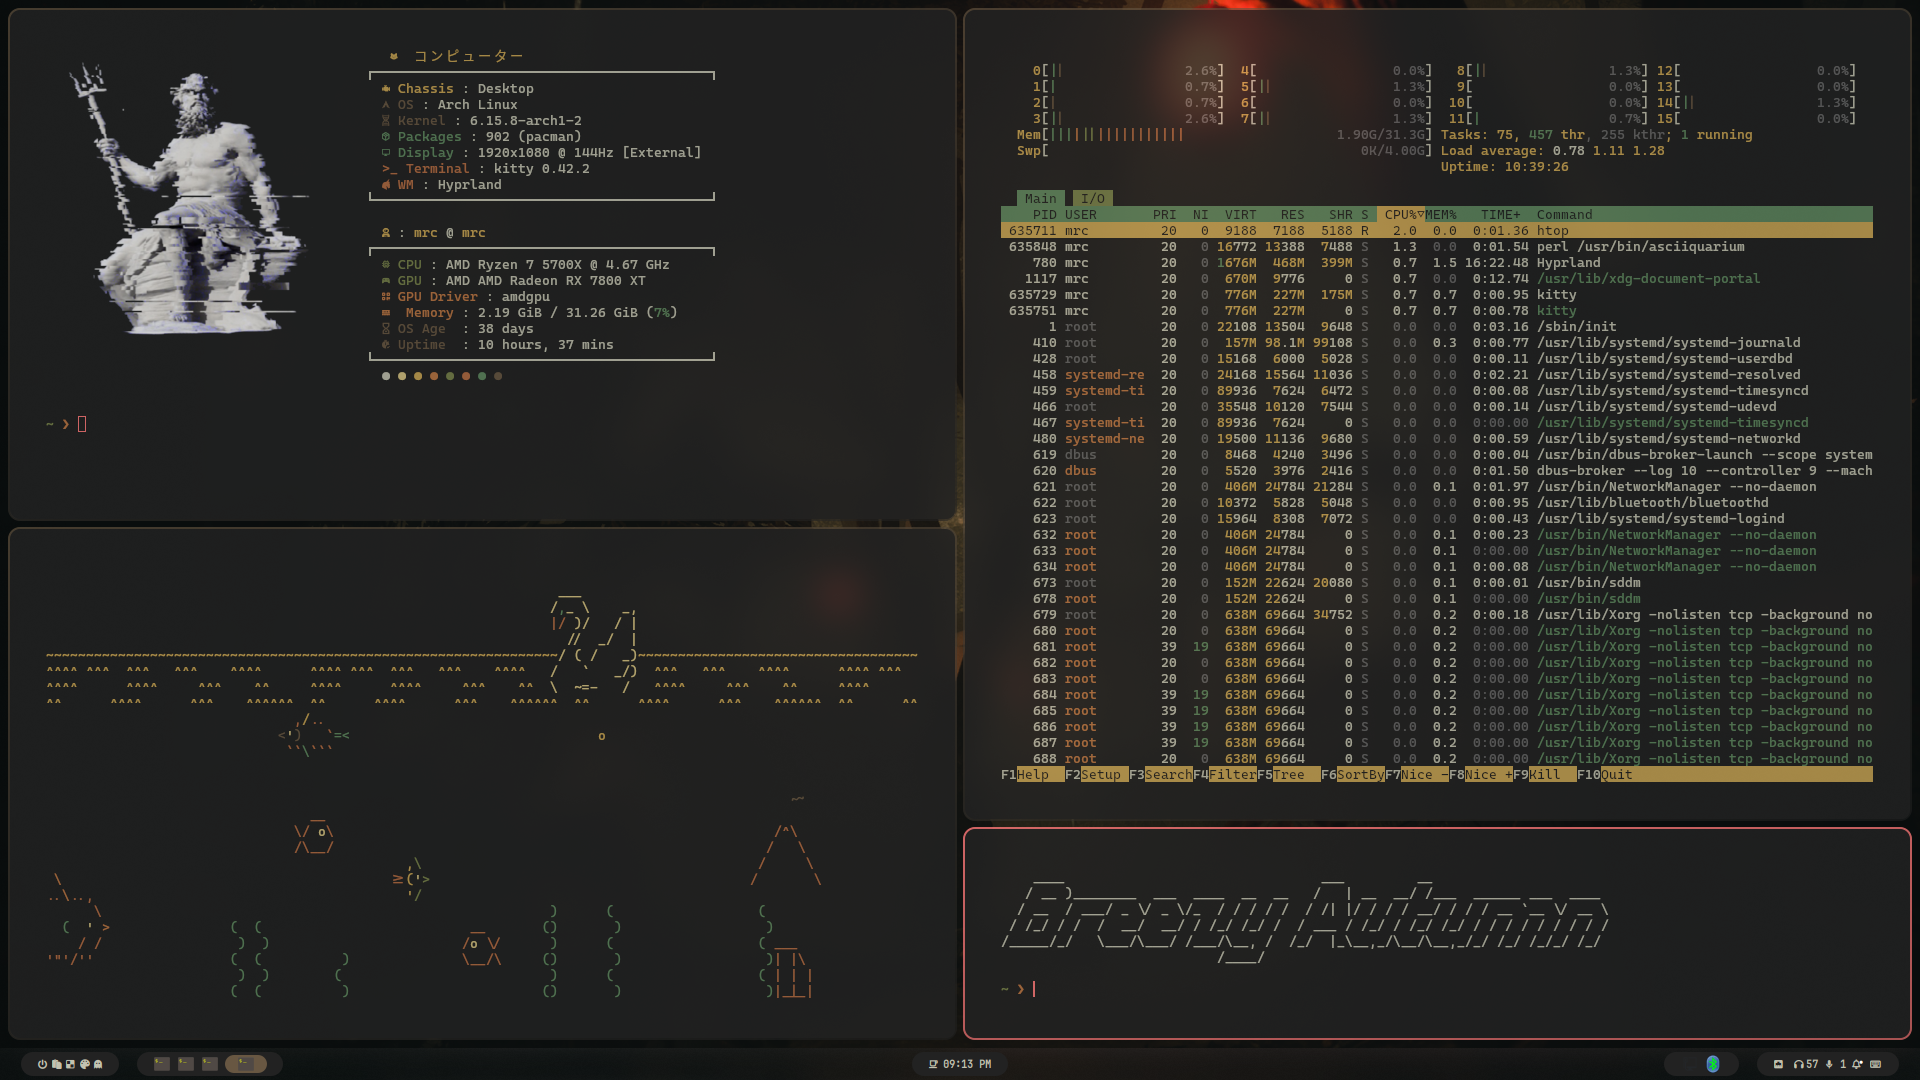 コンピューター
Chassis : Desktop
OS : Arch Linux
Kernel : 6.15.8-arch1-2
Packages : 902 (pacman)
Display : 1920x1080 @ 144Hz [External]
>_ Terminal : kitty 0.42.2
WM : Hyprland
: mrc @ mrc
CPU : AMD Ryzen 7 5700X @ 4.67 GHz
GPU : AMD AMD Radeon RX 7800 XT
GPU Driver : amdgpu
Memory : 2.19 GiB / 31.26 GiB (7%)
OS Age : 38 days
Uptime : 10 hours, 37 mins
~ ❯
0[|| 2.6%] 4[ 0.0%] 8[|| 1.3%] 12[ 0.0%]
1[| 0.7%] 5[|| 1.3%] 9[ 0.0%] 13[ 0.0%]
2[| 0.7%] 6[ 0.0%] 10[ 0.0%] 14[|| 1.3%]
3[|| 2.6%] 7[|| 1.3%] 11[| 0.7%] 15[ 0.0%]
Mem[||||||||||||||||| 1.90G/31.3G] Tasks: 75, 457 thr, 255 kthr; 1 running
Swp[ 0K/4.00G] Load average: 0.78 1.11 1.28
Uptime: 10:39:26
Main I/O
PID USER PRI NI VIRT RES SHR S CPU%▽MEM% TIME+ Command
635711 mrc 20 0 9188 7188 5188 R 2.0 0.0 0:01.36 htop
635848 mrc 20 0 16772 13388 7488 S 1.3 0.0 0:01.54 perl /usr/bin/asciiquarium
780 mrc 20 0 1676M 468M 399M S 0.7 1.5 16:22.48 Hyprland
1117 mrc 20 0 670M 9776 0 S 0.7 0.0 0:12.74 /usr/lib/xdg-document-portal
635729 mrc 20 0 776M 227M 175M S 0.7 0.7 0:00.95 kitty
635751 mrc 20 0 776M 227M 0 S 0.7 0.7 0:00.78 kitty
1 root 20 0 22108 13504 9648 S 0.0 0.0 0:03.16 /sbin/init
410 root 20 0 157M 98.1M 99108 S 0.0 0.3 0:00.77 /usr/lib/systemd/systemd-journald
428 root 20 0 15168 6000 5028 S 0.0 0.0 0:00.11 /usr/lib/systemd/systemd-userdbd
458 systemd-re 20 0 24168 15564 11036 S 0.0 0.0 0:02.21 /usr/lib/systemd/systemd-resolved
459 systemd-ti 20 0 89936 7624 6472 S 0.0 0.0 0:00.08 /usr/lib/systemd/systemd-timesyncd
466 root 20 0 35548 10120 7544 S 0.0 0.0 0:00.14 /usr/lib/systemd/systemd-udevd
467 systemd-ti 20 0 89936 7624 0 S 0.0 0.0 0:00.00 /usr/lib/systemd/systemd-timesyncd
480 systemd-ne 20 0 19500 11136 9680 S 0.0 0.0 0:00.59 /usr/lib/systemd/systemd-networkd
619 dbus 20 0 8468 4240 3496 S 0.0 0.0 0:00.04 /usr/bin/dbus-broker-launch --scope system
620 dbus 20 0 5520 3976 2416 S 0.0 0.0 0:01.50 dbus-broker --log 10 --controller 9 --mach
621 root 20 0 406M 24784 21284 S 0.0 0.1 0:01.97 /usr/bin/NetworkManager --no-daemon
622 root 20 0 10372 5828 5048 S 0.0 0.0 0:00.95 /usr/lib/bluetooth/bluetoothd
623 root 20 0 15964 8308 7072 S 0.0 0.0 0:00.43 /usr/lib/systemd/systemd-logind
632 root 20 0 406M 24784 0 S 0.0 0.1 0:00.23 /usr/bin/NetworkManager --no-daemon
633 root 20 0 406M 24784 0 S 0.0 0.1 0:00.00 /usr/bin/NetworkManager --no-daemon
634 root 20 0 406M 24784 0 S 0.0 0.1 0:00.08 /usr/bin/NetworkManager --no-daemon
673 root 20 0 152M 22624 20080 S 0.0 0.1 0:00.01 /usr/bin/sddm
678 root 20 0 152M 22624 0 S 0.0 0.1 0:00.00 /usr/bin/sddm
679 root 20 0 638M 69664 34752 S 0.0 0.2 0:00.18 /usr/lib/Xorg -nolisten tcp -background no
680 root 20 0 638M 69664 0 S 0.0 0.2 0:00.00 /usr/lib/Xorg -nolisten tcp -background no
681 root 39 19 638M 69664 0 S 0.0 0.2 0:00.00 /usr/lib/Xorg -nolisten tcp -background no
682 root 20 0 638M 69664 0 S 0.0 0.2 0:00.00 /usr/lib/Xorg -nolisten tcp -background no
683 root 20 0 638M 69664 0 S 0.0 0.2 0:00.00 /usr/lib/Xorg -nolisten tcp -background no
684 root 39 19 638M 69664 0 S 0.0 0.2 0:00.00 /usr/lib/Xorg -nolisten tcp -background no
685 root 39 19 638M 69664 0 S 0.0 0.2 0:00.00 /usr/lib/Xorg -nolisten tcp -background no
686 root 39 19 638M 69664 0 S 0.0 0.2 0:00.00 /usr/lib/Xorg -nolisten tcp -background no
687 root 39 19 638M 69664 0 S 0.0 0.2 0:00.00 /usr/lib/Xorg -nolisten tcp -background no
688 root 20 0 638M 69664 0 S 0.0 0.2 0:00.00 /usr/lib/Xorg -nolisten tcp -background no
F1Help F2Setup F3SearchF4FilterF5Tree F6SortByF7Nice -F8Nice +F9Kill F10Quit
Breezy Autumn
~ ❯
09:13 PM
57 1